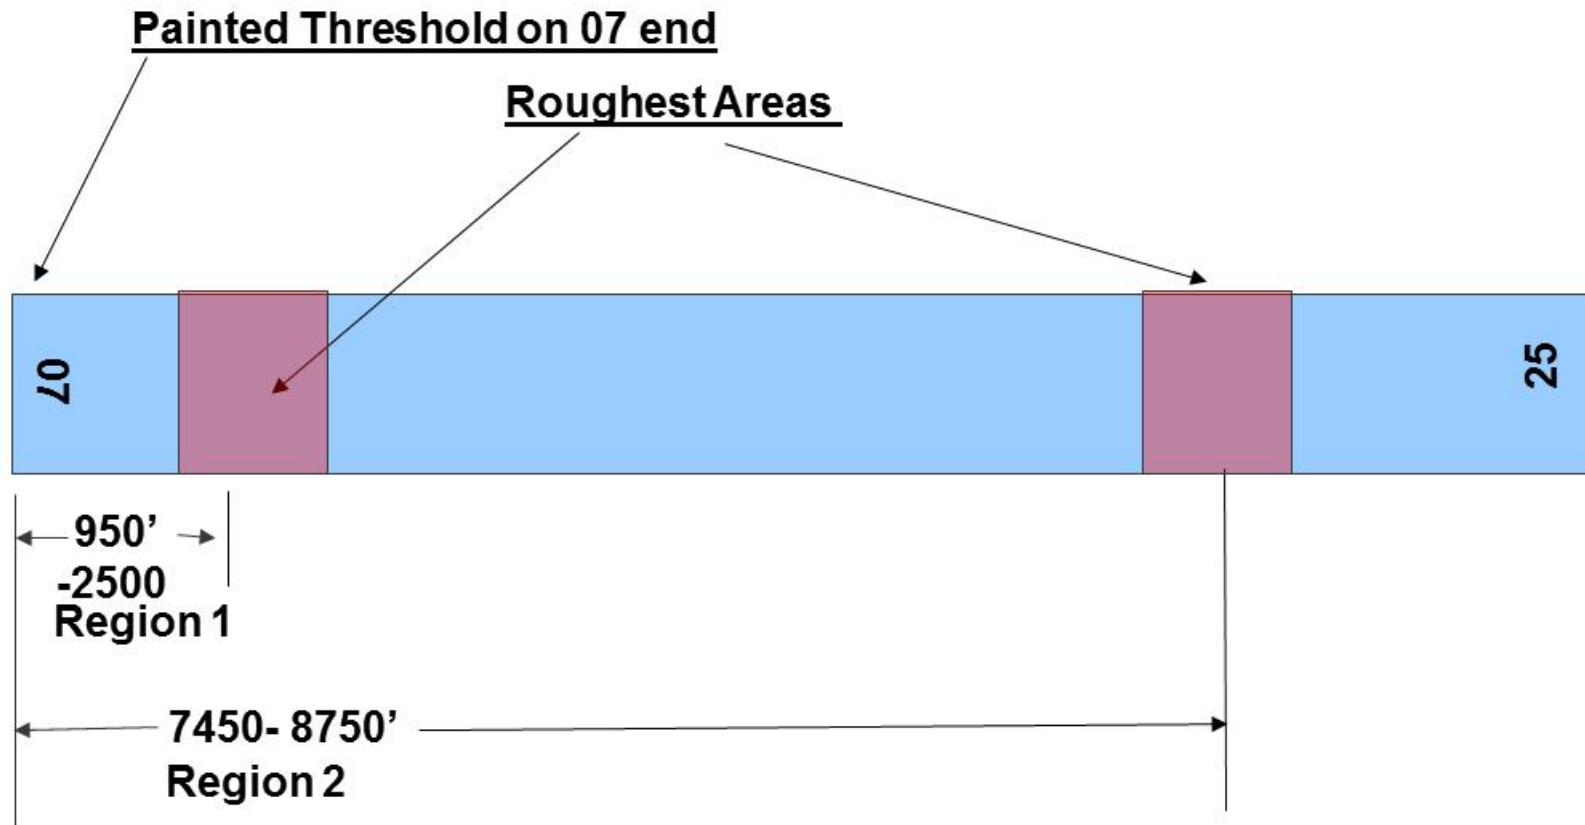 Painted Threshold on 07 end
Roughest Areas
07
25
950’
-2500
Region 1
7450- 8750’
Region 2